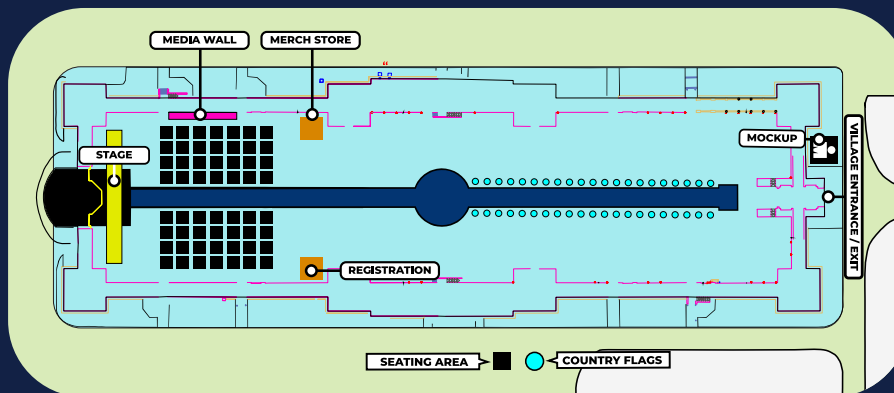 MEDIA WALL
MERCH STORE
STAGE
MOCKUP
VILLAGE ENTRANCE / EXIT
REGISTRATION
SEATING AREA
COUNTRY FLAGS